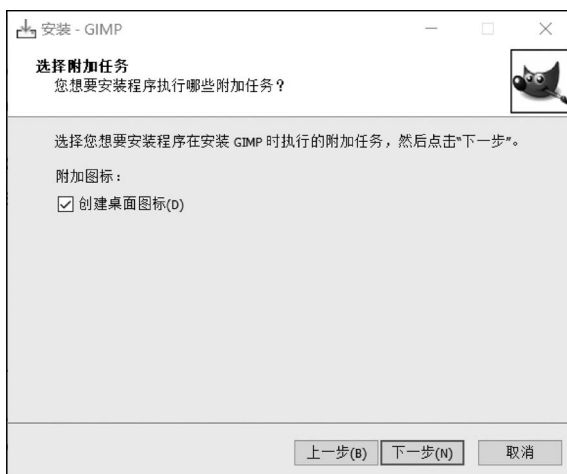 安装 - GIMP
选择附加任务
您想要安装程序执行哪些附加任务？
选择您想要安装程序在安装 GIMP 时执行的附加任务，然后点击“下一步”。
附加图标：
创建桌面图标(D)
上一步(B) 下一步(N) 取消